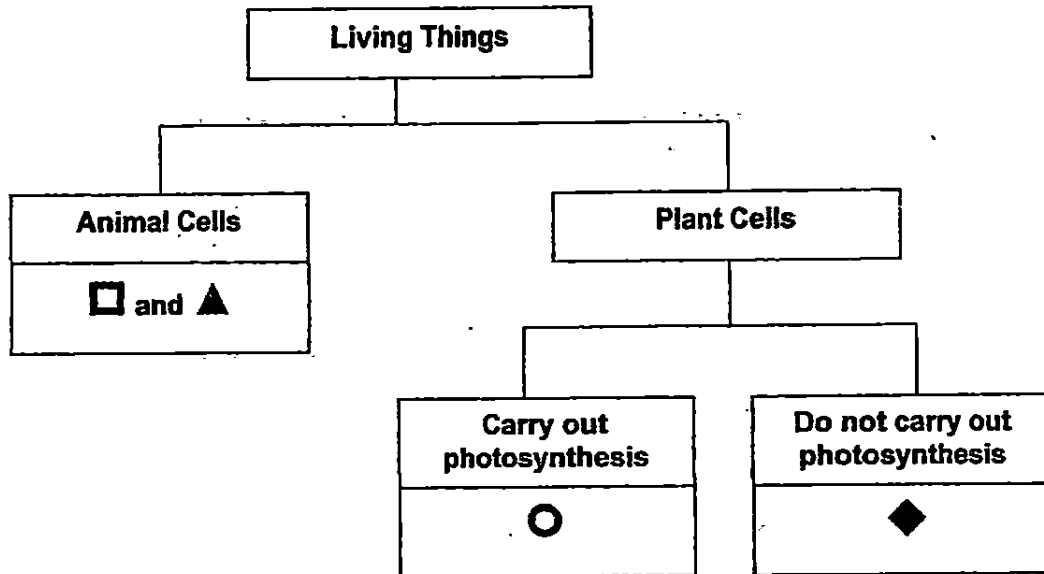 Living Things
Animal Cells
Plant Cells
and
Carry out
photosynthesis
Do not carry out
photosynthesis